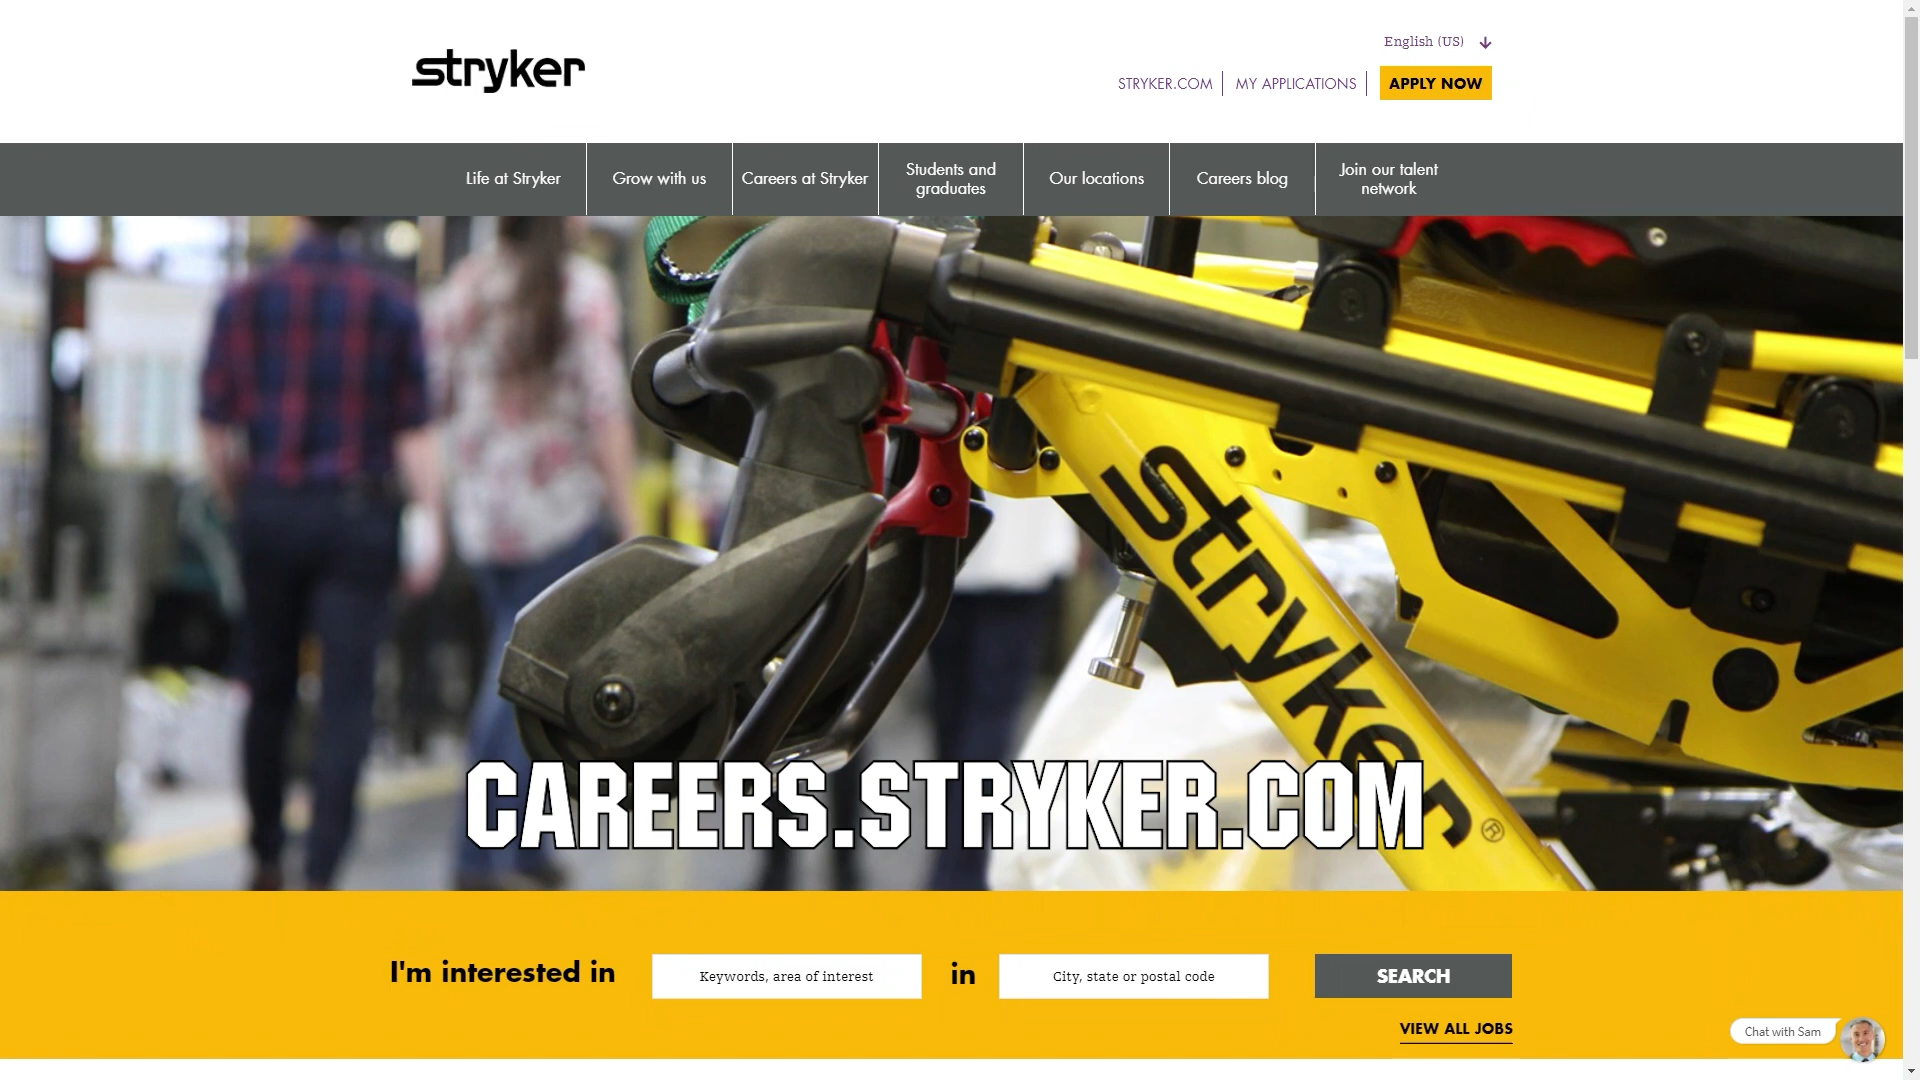 stryker
English (US)
STRYKER.COM
MY APPLICATIONS
APPLY NOW
Life at Stryker
Grow with us
Careers at Stryker
Students and
graduates
Our locations
Careers blog
Join our talent
network
stryker®
CAREERS.STRYKER.COM
I'm interested in
Keywords, area of interest
in
City, state or postal code
SEARCH
VIEW ALL JOBS
Chat with Sam